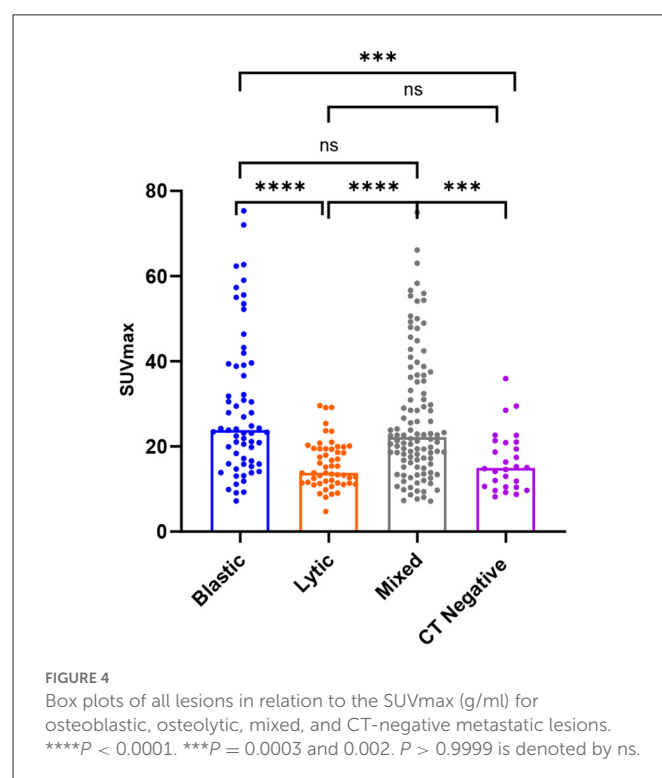 ***
ns
ns
**** **** ***
80
60
40
20
0
SUVmax
Blastic
Lytic
Mixed
CT Negative
FIGURE 4
Box plots of all lesions in relation to the SUVmax (g/ml) for
osteoblastic, osteolytic, mixed, and CT-negative metastatic lesions.
****P < 0.0001. ***P = 0.0003 and 0.002. P > 0.9999 is denoted by ns.